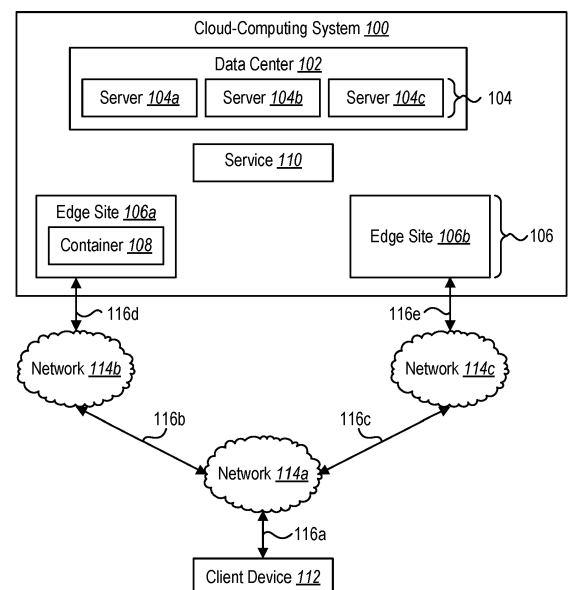 Cloud-Computing System 100
Data Center 102
Server 104a Server 104b Server 104c
104
Service 110
Edge Site 106a
Container 108
Edge Site 106b
106
116d
116e
Network 114b
Network 114c
116b
116c
Network 114a
116a
Client Device 112